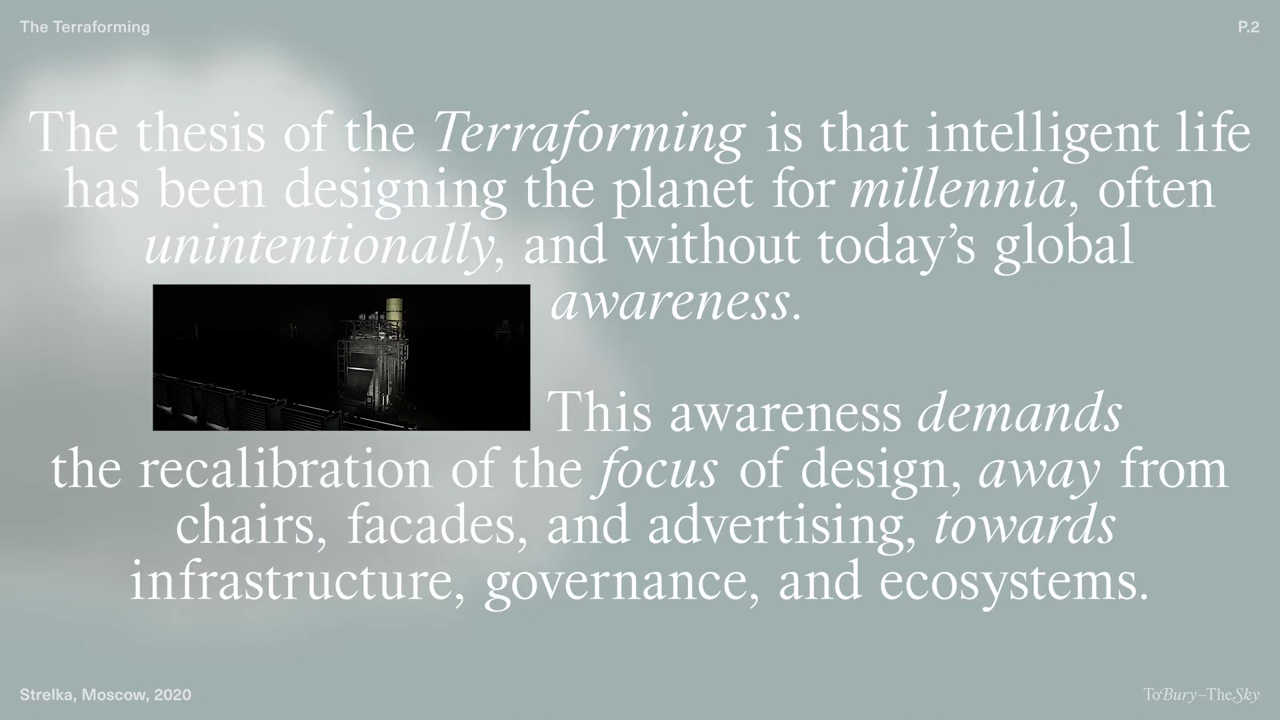 The Terraforming
P.2
The thesis of the Terraforming is that intelligent life
has been designing the planet for millennia, often
unintentionally, and without today’s global
awareness.
This awareness demands
the recalibration of the focus of design, away from
chairs, facades, and advertising, towards
infrastructure, governance, and ecosystems.
Strelka, Moscow, 2020
To Bury–The Sky